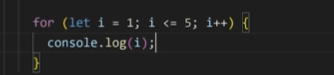 for (let i = 1; i <= 5; i++) {
console.log(i);
}